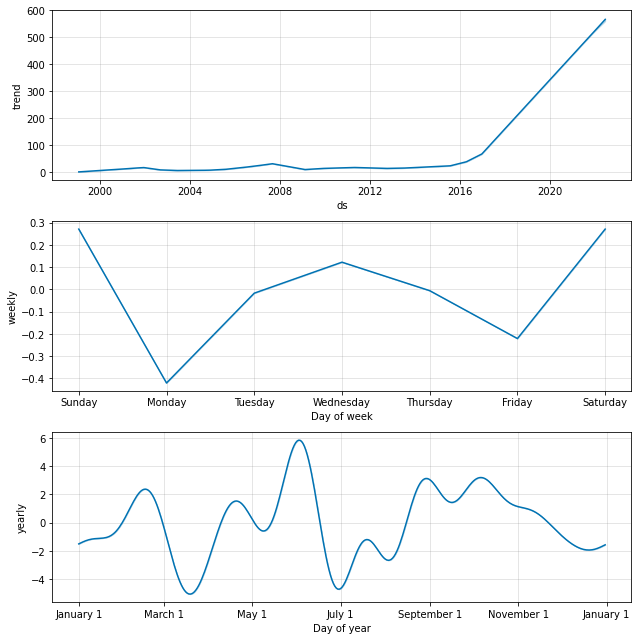 600
500
400
300
200
100
0
trend
2000 2004 2008 2012 2016 2020
ds
0.3
0.2
0.1
0.0
−0.1
−0.2
−0.3
−0.4
weekly
Sunday Monday Tuesday Wednesday Thursday Friday Saturday
Day of week
6
4
2
0
−2
−4
yearly
January 1 March 1 May 1 July 1 September 1 November 1 January 1
Day of year